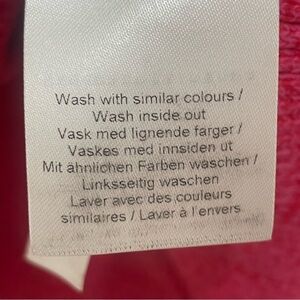 Wash with similar colours /
Wash inside out
Vask med lignende farger /
Vaskes med innsiden ut
Mit ähnlichen Farben waschen /
Linksseitig waschen
Laver avec des couleurs
similaires / Laver à l'envers